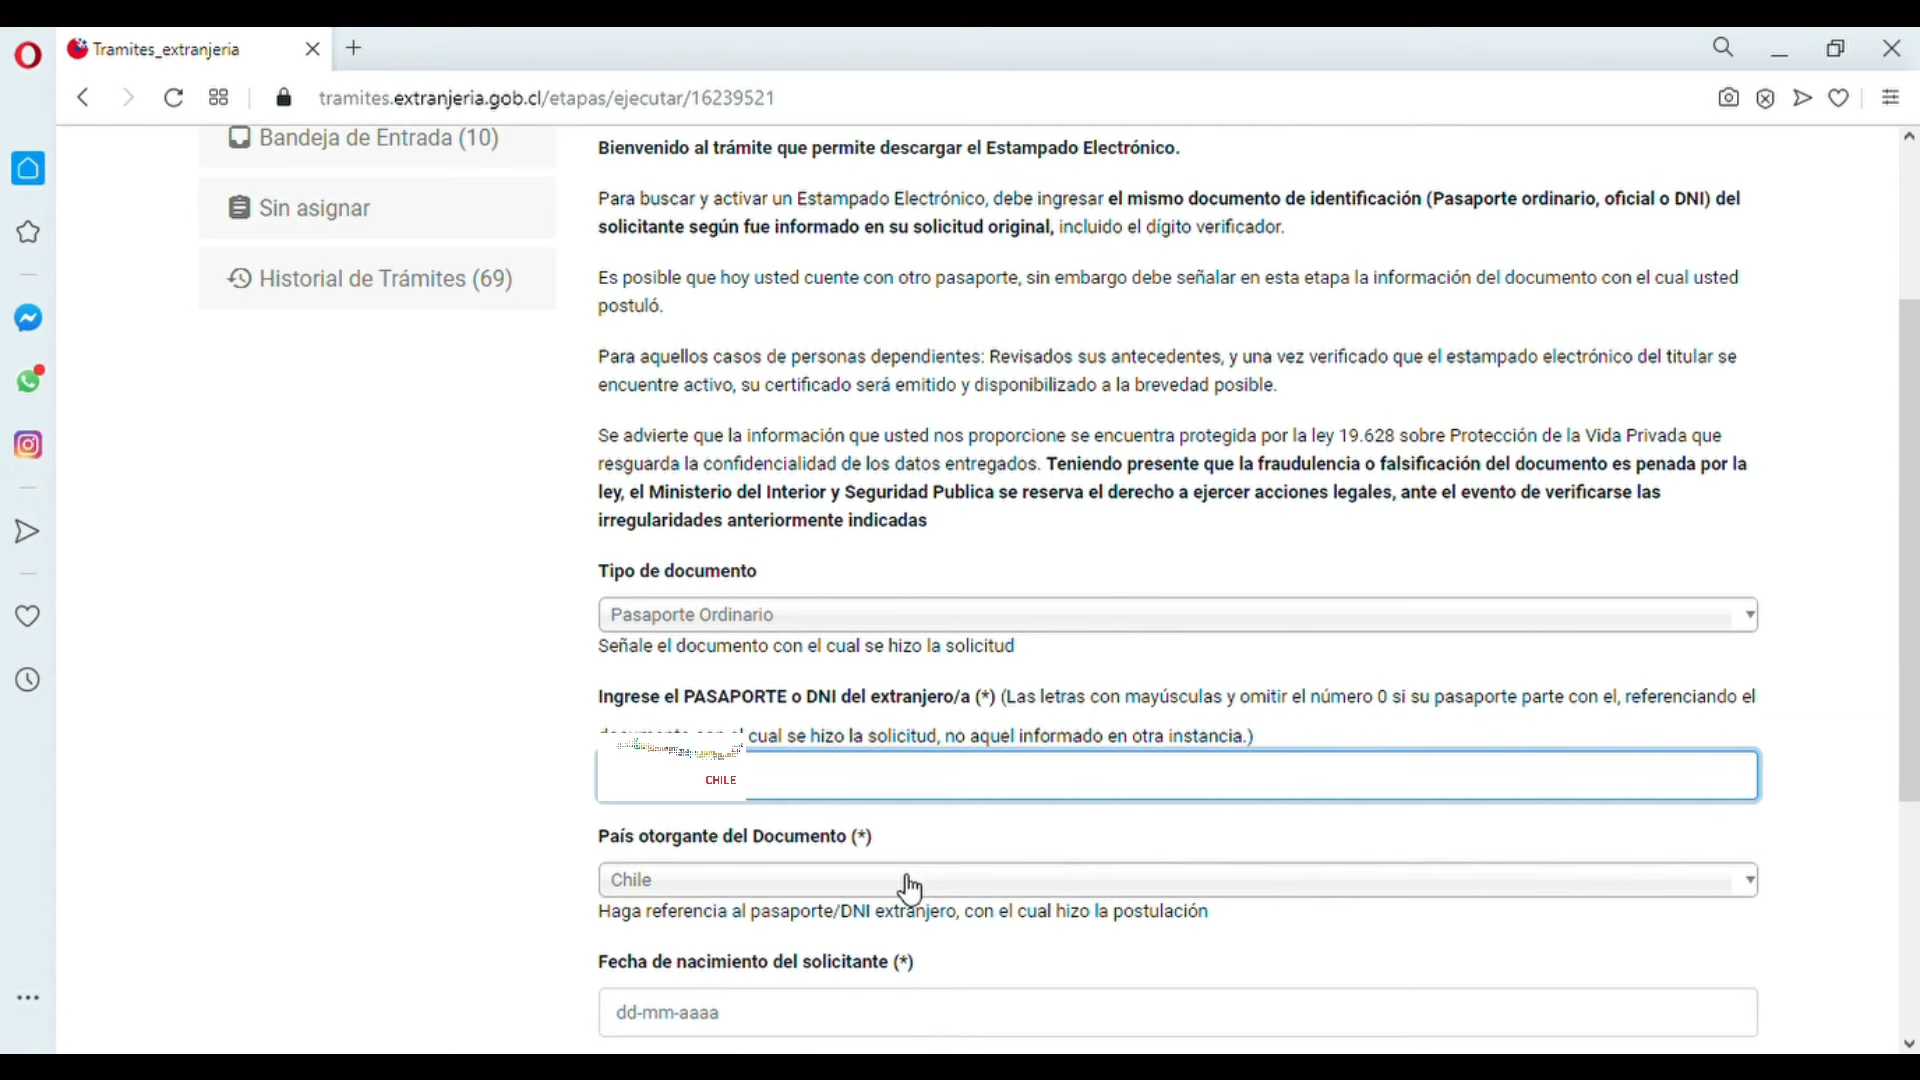 Tramites_extranjeria
tramites.extranjeria.gob.cl/etapas/ejecutar/16239521
Bandeja de Entrada (10)
Sin asignar
Historial de Trámites (69)
Bienvenido al trámite que permite descargar el Estampado Electrónico.
Para buscar y activar un Estampado Electrónico, debe ingresar el mismo documento de identificación (Pasaporte ordinario, oficial o DNI) del
solicitante según fue informado en su solicitud original, incluido el dígito verificador.
Es posible que hoy usted cuente con otro pasaporte, sin embargo debe señalar en esta etapa la información del documento con el cual usted
postuló.
Para aquellos casos de personas dependientes: Revisados sus antecedentes, y una vez verificado que el estampado electrónico del titular se
encuentre activo, su certificado será emitido y disponibilizado a la brevedad posible.
Se advierte que la información que usted nos proporcione se encuentra protegida por la ley 19.628 sobre Protección de la Vida Privada que
resguarda la confidencialidad de los datos entregados. Teniendo presente que la fraudulencia o falsificación del documento es penada por la
ley, el Ministerio del Interior y Seguridad Publica se reserva el derecho a ejercer acciones legales, ante el evento de verificarse las
irregularidades anteriormente indicadas
Tipo de documento
Pasaporte Ordinario
Señale el documento con el cual se hizo la solicitud
Ingrese el PASAPORTE o DNI del extranjero/a (*) (Las letras con mayúsculas y omitir el número 0 si su pasaporte parte con el, referenciando el
cual se hizo la solicitud, no aquel informado en otra instancia.)
CHILE
País otorgante del Documento (*)
Chile
Haga referencia al pasaporte/DNI extranjero, con el cual hizo la postulación
Fecha de nacimiento del solicitante (*)
dd-mm-aaaa